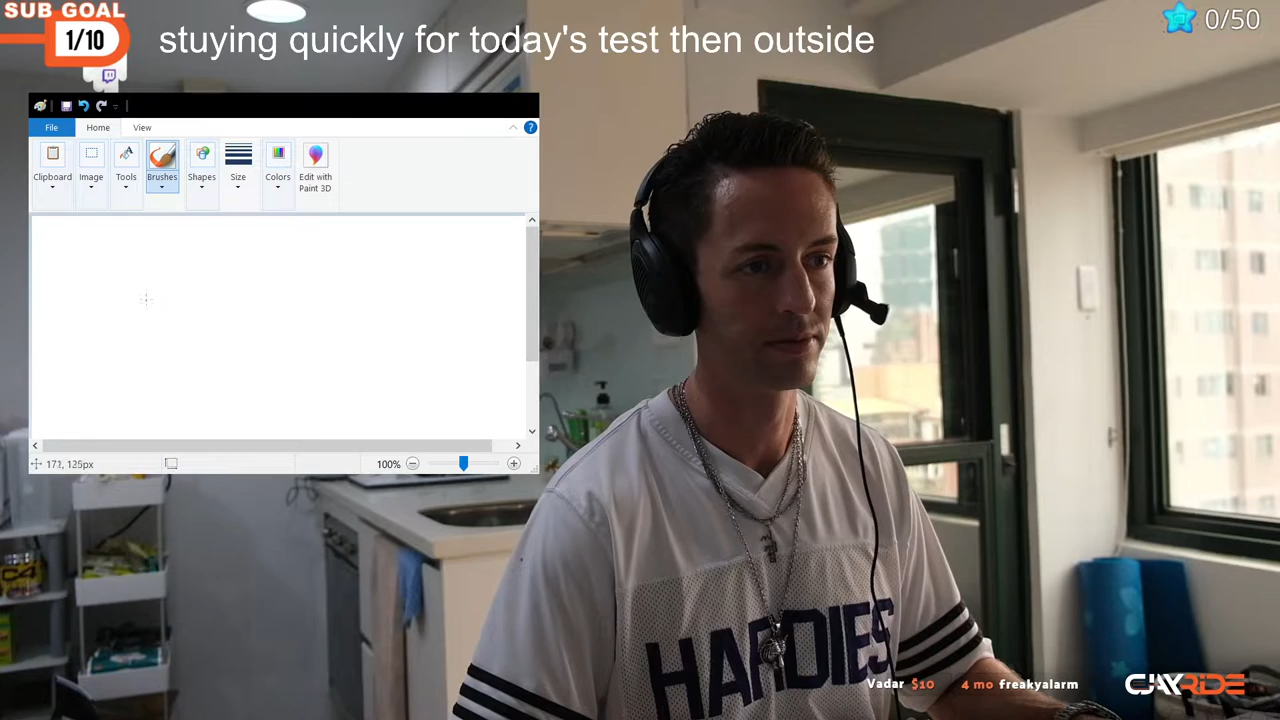 SUB GOAL
1/10
stuying quickly for today's test then outside
0/50
File
Home
View
Clipboard
Image
Tools
Brushes
Shapes
Size
Colors
Edit with
Paint 3D
171, 125px
100%
C4
HARDIES
Vadar $10
4 mo freakyalarm
CJAYRIDE